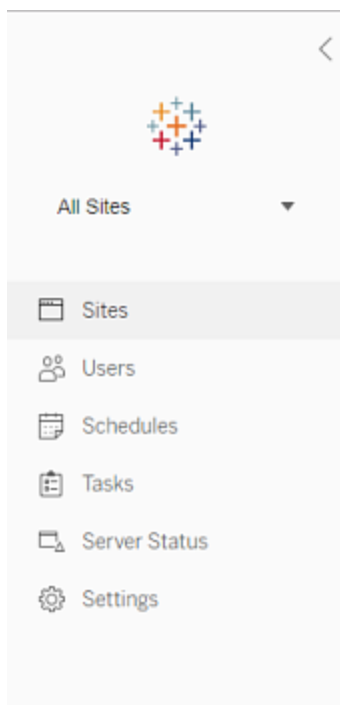 All Sites
Sites
Users
Schedules
Tasks
Server Status
Settings